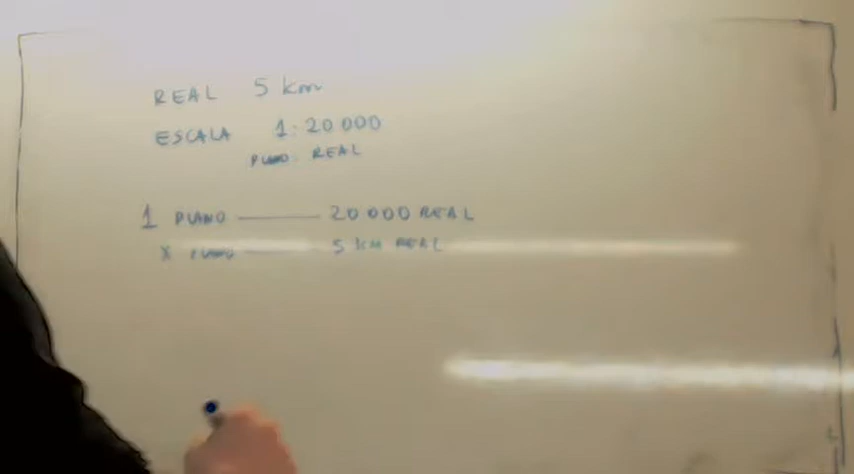 REAL 5 km
ESCALA 1:20 000
PLANO: REAL
1 PLANO — 20 000 REAL
x PLANO — 5 KM REAL